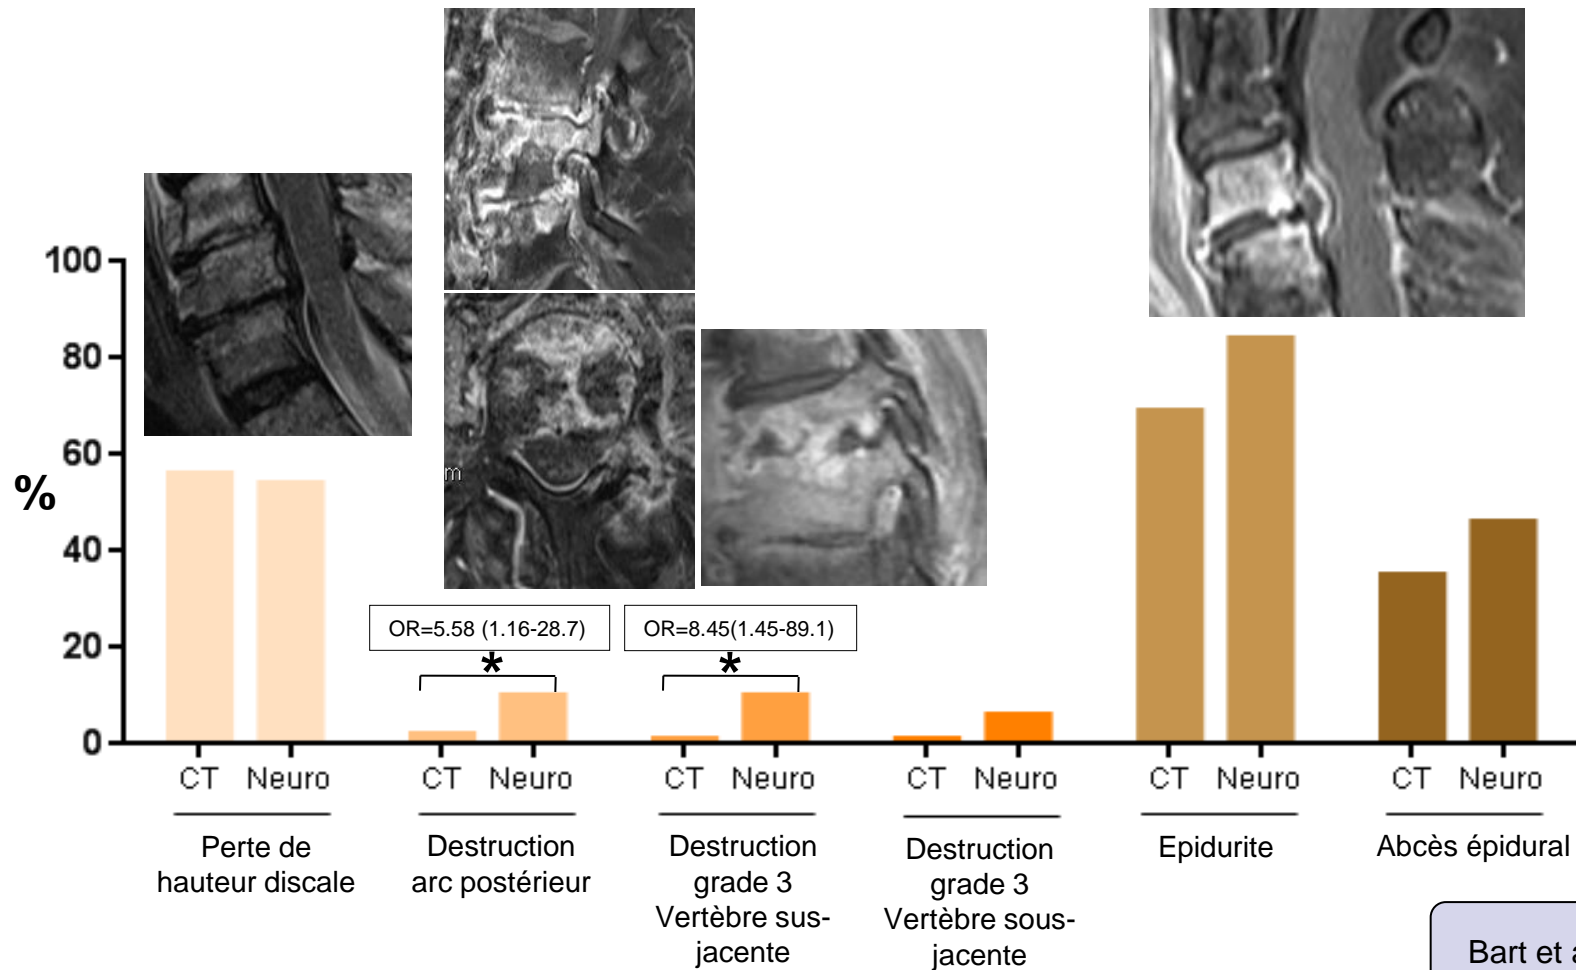 100
80
60
%
40
20
0
m
OR=5.58 (1.16-28.7)
*
OR=8.45(1.45-89.1)
*
CT Neuro
Perte de
hauteur discale
CT Neuro
Destruction
arc postérieur
CT Neuro
Destruction
grade 3
Vertèbre sus-
jacente
CT Neuro
Destruction
grade 3
Vertèbre sous-
jacente
CT Neuro
Epidurite
CT Neuro
Abcès épidural
Bart et a